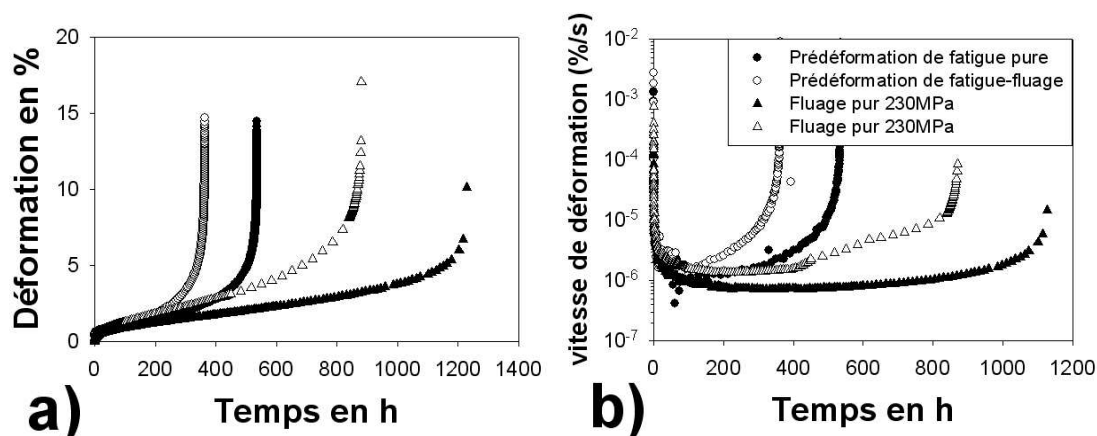 20
15
10
5
0
Déformation en %
0 200 400 600 800 1000 1200 1400
Temps en h
a)
10-2
10-3
10-4
10-5
10-6
10-7
vitesse de déformation (%/s)
Prédéformation de fatigue pure
Prédéformation de fatigue-fluage
Fluage pur 230MPa
Fluage pur 230MPa
0 200 400 600 800 1000 1200
Temps en h
b)